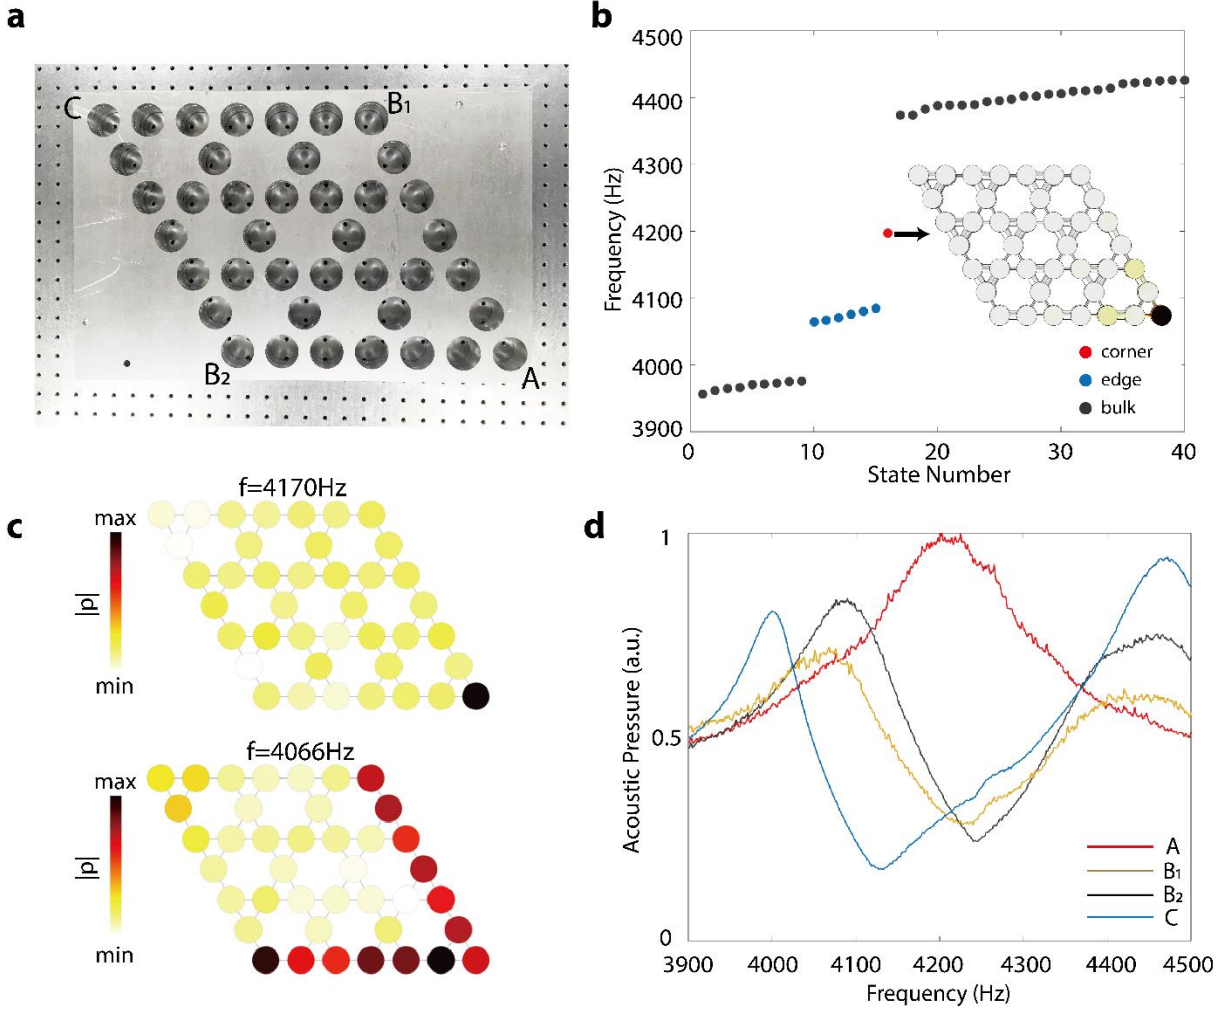 a
C
B1
B2
A
b
4500
4400
4300
4200
4100
4000
3900
Frequency (Hz)
corner
edge
bulk
0
10
20
30
40
State Number
c
f=4170Hz
max
|p|
min
f=4066Hz
max
|p|
min
d
1
0.5
0
Acoustic Pressure (a.u.)
A
B1
B2
C
3900
4000
4100
4200
4300
4400
4500
Frequency (Hz)